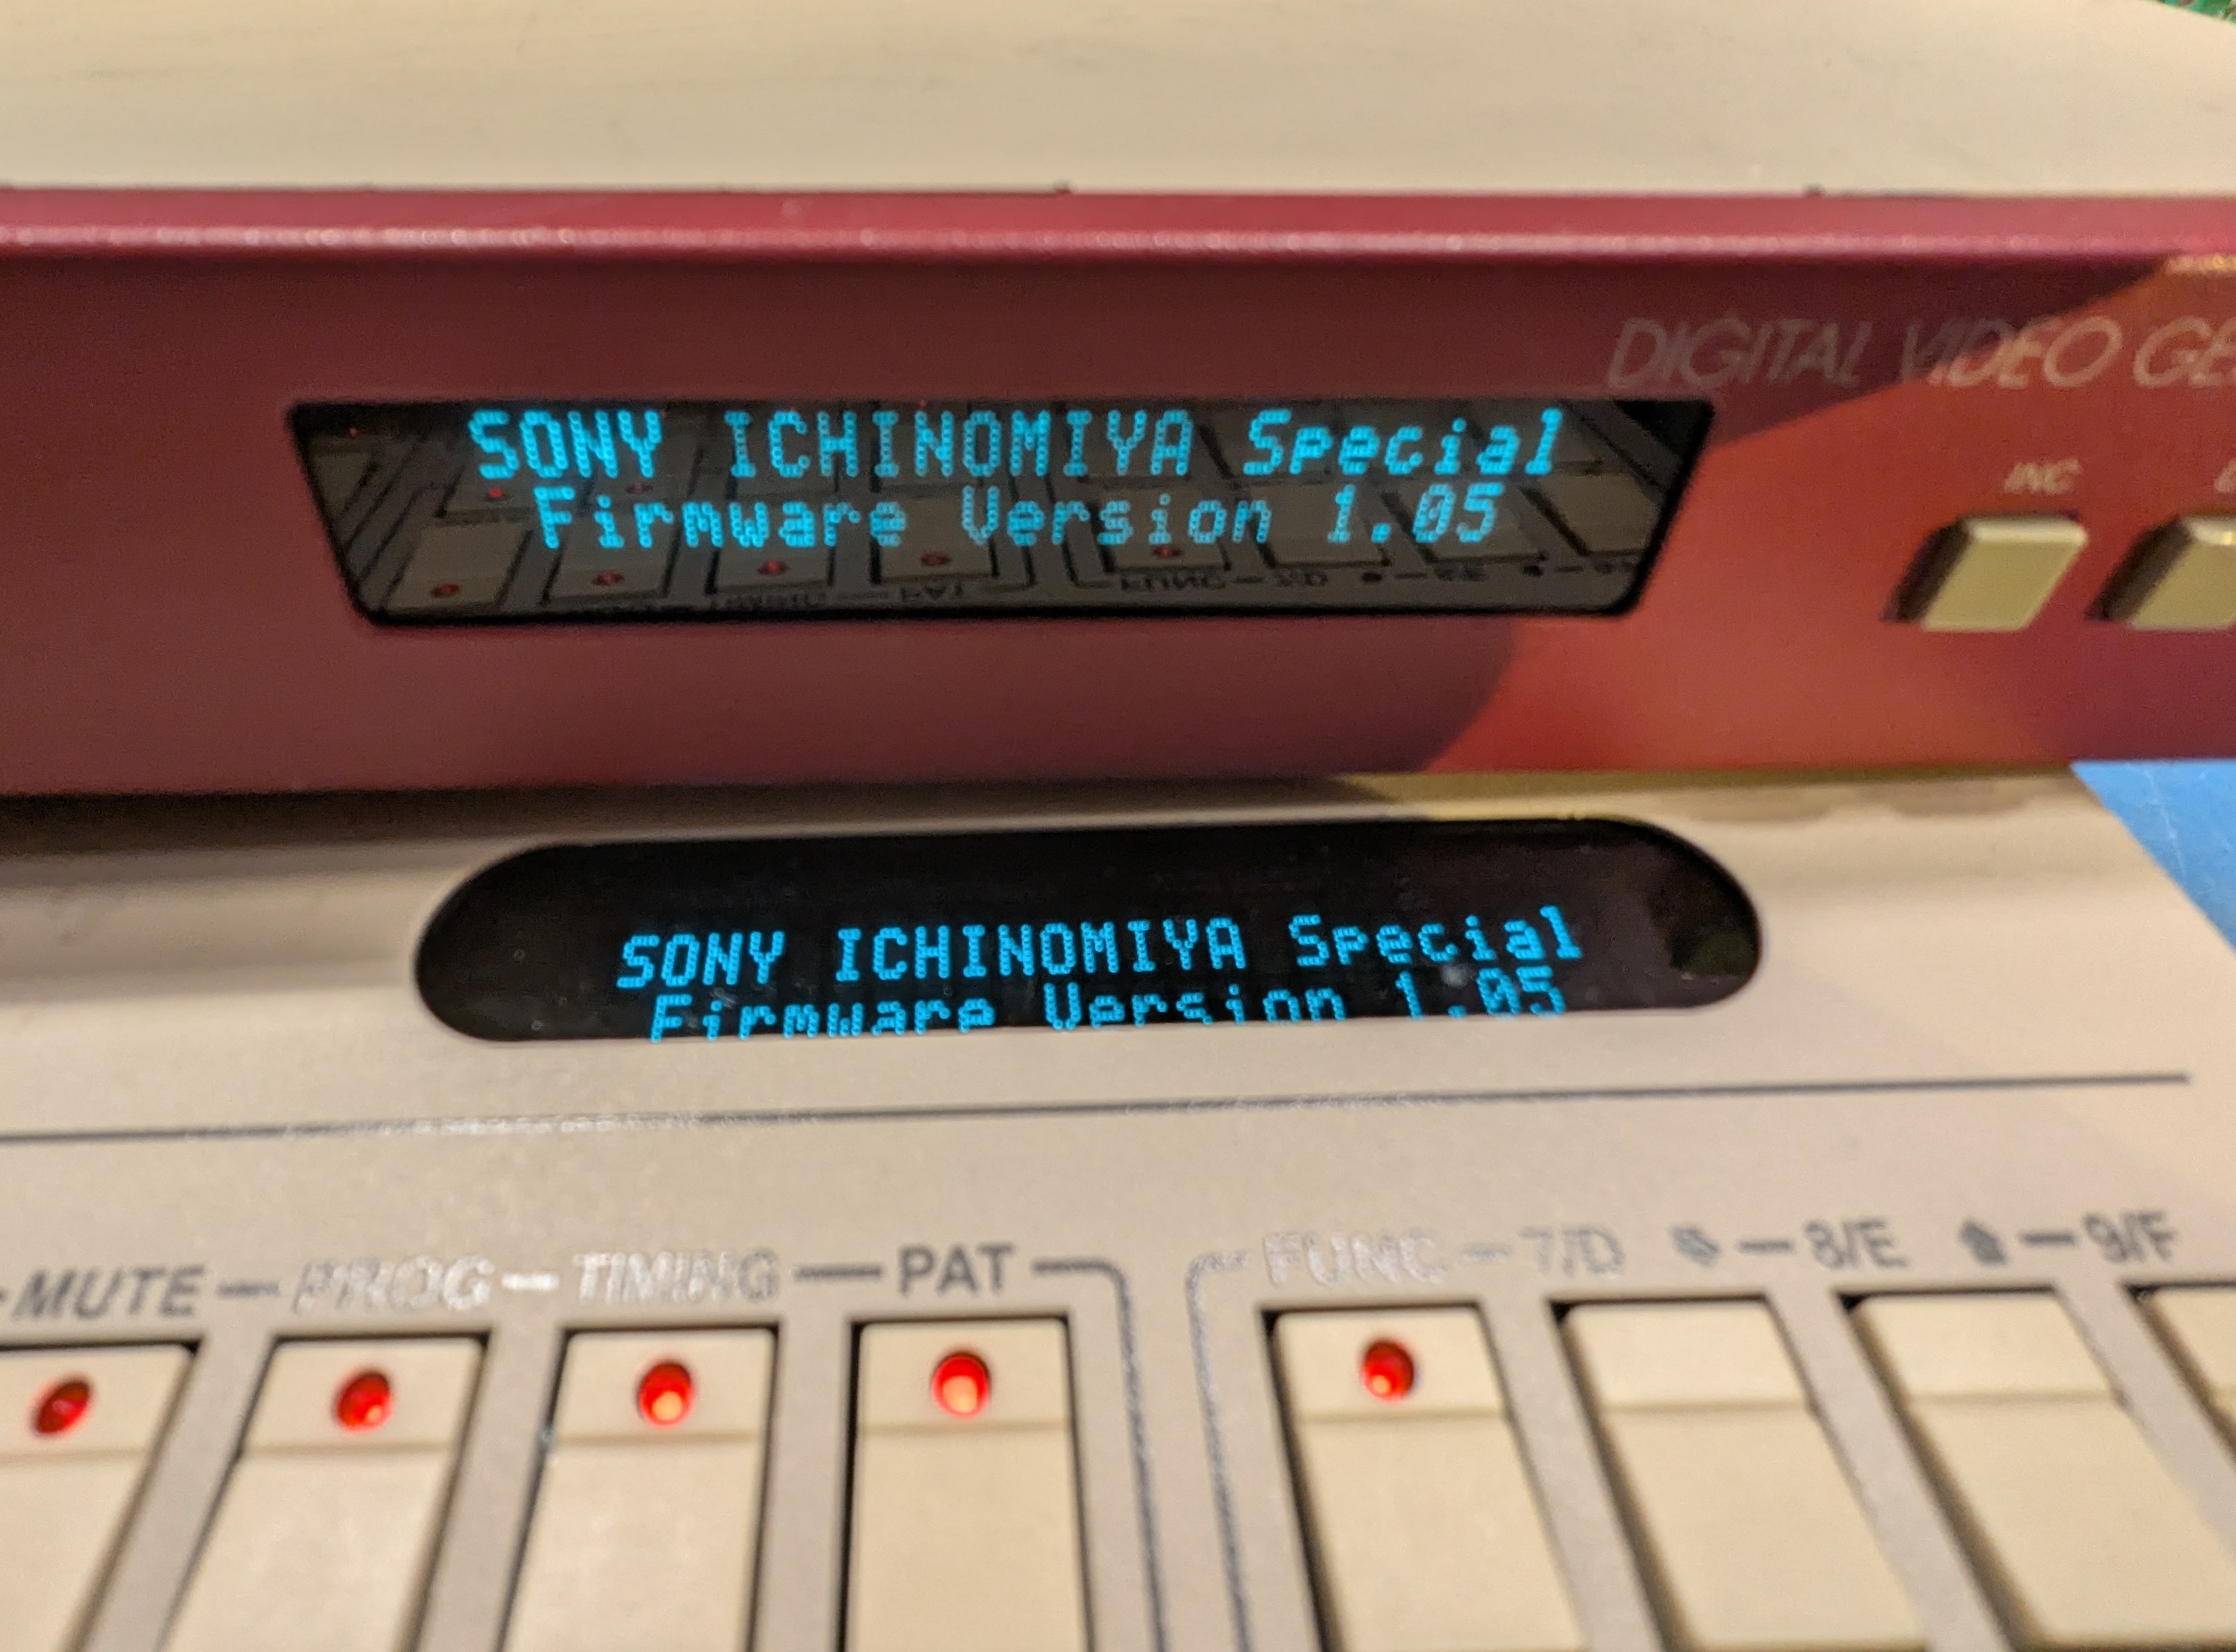 DIGITAL VIDEO GE
SONY ICHINOMIYA Special
Firmware Version 1.05
INC
SONY ICHINOMIYA Special
Firmware Version 1.05
MUTE — PROG — TIMING — PAT
FUNC — 7/D — 8/E — 9/F